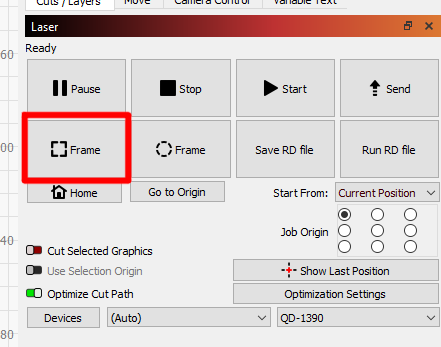 Cuts / Layers Move Camera Control Variable Text
Laser
Ready
Pause Stop Start Send
Frame Frame Save RD file Run RD file
Home Go to Origin Start From: Current Position
Job Origin
Cut Selected Graphics
Use Selection Origin Show Last Position
Optimize Cut Path Optimization Settings
Devices (Auto) QD-1390
60
00
40
80